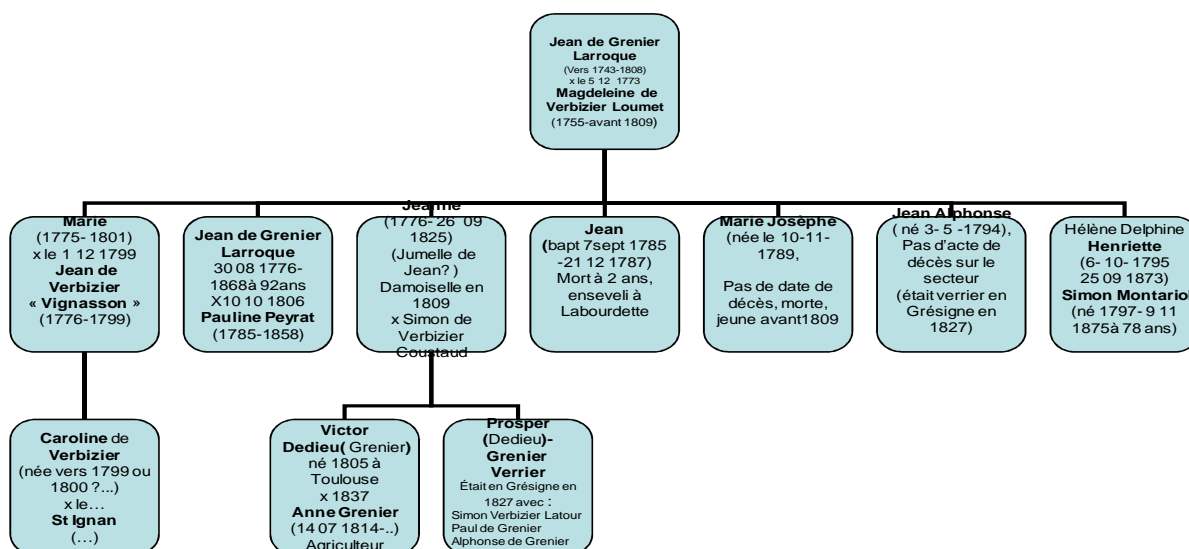 Jean de Grenier
Larroque
(Vers 1743-1808)
x le 5 12 1773
Magdeleine de
Verbizier Loumet
(1755-avant 1809)
Marie
(1775- 1801)
x le 1 12 1799
Jean de
Verbizier
« Vignasson »
(1776-1799)
Jean de Grenier
Larroque
30 08 1776-
1868à 92ans
X10 10 1806
Pauline Peyrat
(1785-1858)
Jeanne
(1776- 26 09
1825)
(Jumelle de
Jean? )
Damoiselle en
1809
x Simon de
Verbizier
Coustaud
Jean
(bapt 7sept 1785
-21 12 1787)
Mort à 2 ans,
enseveli à
Labourdette
Marie Josèphe
(née le 10-11-
1789,
Pas de date de
décès, morte,
jeune avant1809
Jean Alphonse
( né 3- 5 -1794),
Pas d'acte de
décès sur le
secteur
(était verrier en
Grésigne en
1827)
Hélène Delphine
Henriette
(6- 10- 1795
25 09 1873)
Simon Montariol
(né 1797- 9 11
1875à 78 ans)
Caroline de
Verbizier
(née vers 1799 ou
1800 ?...)
x le…
St Ignan
(…)
Victor
Dedieu( Grenier)
né 1805 à
Toulouse
x 1837
Anne Grenier
(14 07 1814-..)
Agriculteur
Prosper
(Dedieu)-
Grenier
Verrier
Était en Grésigne en
1827 avec :
Simon Verbizier Latour
Paul de Grenier
Alphonse de Grenier